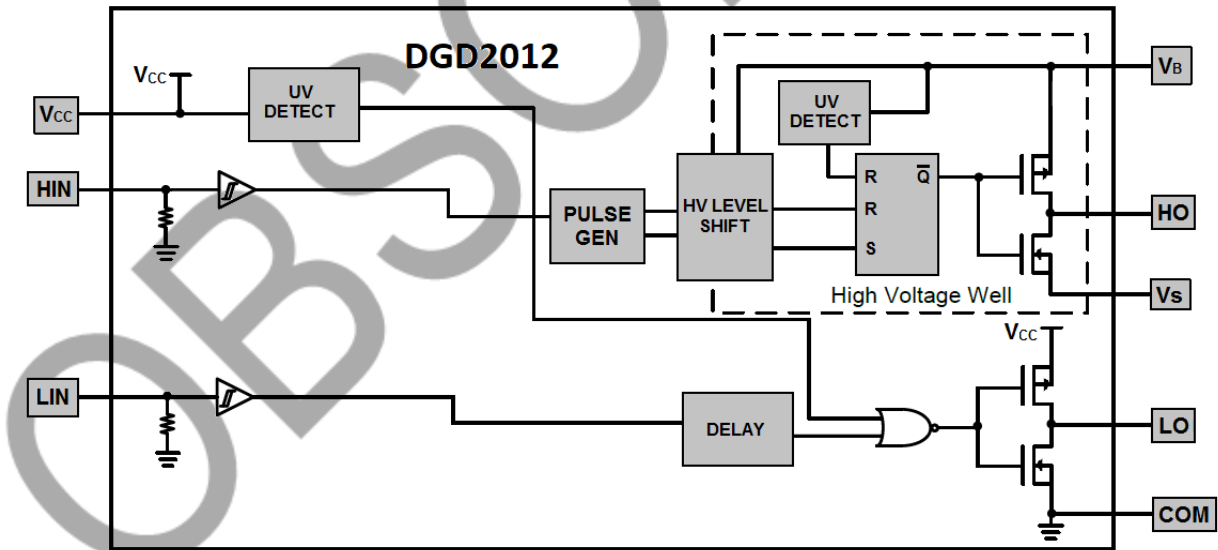 DGD2012
VCC
VCC
UV
DETECT
VB
UV
DETECT
HIN
PULSE
GEN
HV LEVEL
SHIFT
R
Q̅
R
S
HO
High Voltage Well
Vs
VCC
LIN
DELAY
LO
COM